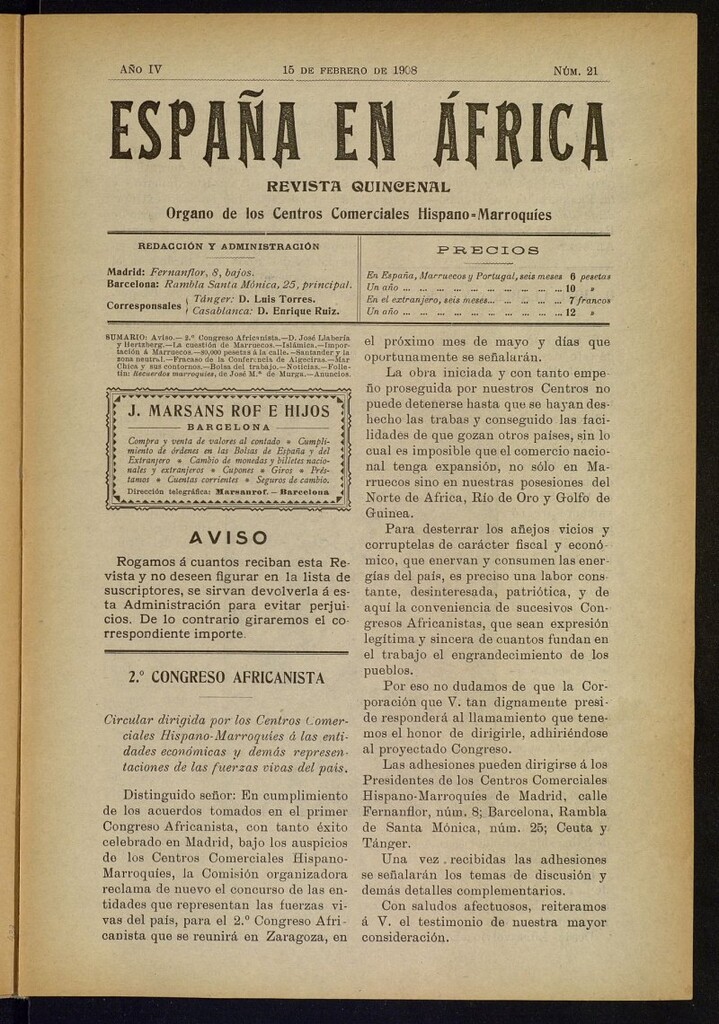 AÑO IV
15 DE FEBRERO DE 1908
NÚM. 21
ESPAÑA EN ÁFRICA
REVISTA QUINCENAL
Organo de los Centros Comerciales Hispano-Marroquíes
REDACCIÓN Y ADMINISTRACIÓN
Madrid: Fernanflor, 8, bajos.
Barcelona: Rambla Santa Mónica, 25, principal.
Corresponsales { Tánger: D. Luis Torres.
Casablanca: D. Enrique Ruiz.
PRECIOS
En España, Marruecos y Portugal, seis meses 6 pesetas
Un año ... ... ... ... ... ... ... ... ... 10 »
En el extranjero, seis meses... ... ... ... 7 francos
Un año ... ... ... ... ... ... ... ... ... 12 »
SUMARIO: Aviso.—2.º Congreso Africanista.—D. José Llabería
y Hertzberg.—La cuestión de Marruecos.—Islámica.—Impor-
tación á Marruecos.—80,000 pesetas á la calle.—Santander y la
zona neutral.—Fracaso de la Conferencia de Algeciras.—Mar
Chica y sus contornos.—Bolsa del trabajo.—Noticias.—Folle-
tín: Recuerdos marroquíes, de José M.ª de Murga.—Anuncios.
J. MARSANS ROF E HIJOS
BARCELONA
Compra y venta de valores al contado * Cumpli-
miento de órdenes en las Bolsas de España y del
Extranjero * Cambio de monedas y billetes nacio-
nales y extranjeros * Cupones * Giros * Prés-
tamos * Cuentas corrientes * Seguros de cambio.
Dirección telegráfica: Marsansrof.—Barcelona
AVISO
Rogamos á cuantos reciban esta Re-
vista y no deseen figurar en la lista de
suscriptores, se sirvan devolverla á es-
ta Administración para evitar perjui-
cios. De lo contrario giraremos el co-
rrespondiente importe.
2.º CONGRESO AFRICANISTA
Circular dirigida por los Centros Comer-
ciales Hispano-Marroquíes á las enti-
dades económicas y demás represen-
taciones de las fuerzas vivas del país.
Distinguido señor: En cumplimiento
de los acuerdos tomados en el primer
Congreso Africanista, con tanto éxito
celebrado en Madrid, bajo los auspicios
de los Centros Comerciales Hispano-
Marroquíes, la Comisión organizadora
reclama de nuevo el concurso de las en-
tidades que representan las fuerzas vi-
vas del país, para el 2.º Congreso Afri-
canista que se reunirá en Zaragoza, en
el próximo mes de mayo y días que
oportunamente se señalarán.
La obra iniciada y con tanto empe-
ño proseguida por nuestros Centros no
puede detenerse hasta que se hayan des-
hecho las trabas y conseguido las faci-
lidades de que gozan otros países, sin lo
cual es imposible que el comercio nacio-
nal tenga expansión, no sólo en Ma-
rruecos sino en nuestras posesiones del
Norte de Africa, Río de Oro y Golfo de
Guinea.
Para desterrar los añejos vicios y
corruptelas de carácter fiscal y econó-
mico, que enervan y consumen las ener-
gías del país, es preciso una labor cons-
tante, desinteresada, patriótica, y de
aquí la conveniencia de sucesivos Con-
gresos Africanistas, que sean expresión
legítima y sincera de cuantos fundan en
el trabajo el engrandecimiento de los
pueblos.
Por eso no dudamos de que la Cor-
poración que V. tan dignamente presi-
de responderá al llamamiento que tene-
mos el honor de dirigirle, adhiriéndose
al proyectado Congreso.
Las adhesiones pueden dirigirse á los
Presidentes de los Centros Comerciales
Hispano-Marroquíes de Madrid, calle
Fernanflor, núm. 8; Barcelona, Rambla
de Santa Mónica, núm. 25; Ceuta y
Tánger.
Una vez recibidas las adhesiones
se señalarán los temas de discusión y
demás detalles complementarios.
Con saludos afectuosos, reiteramos
á V. el testimonio de nuestra mayor
consideración.